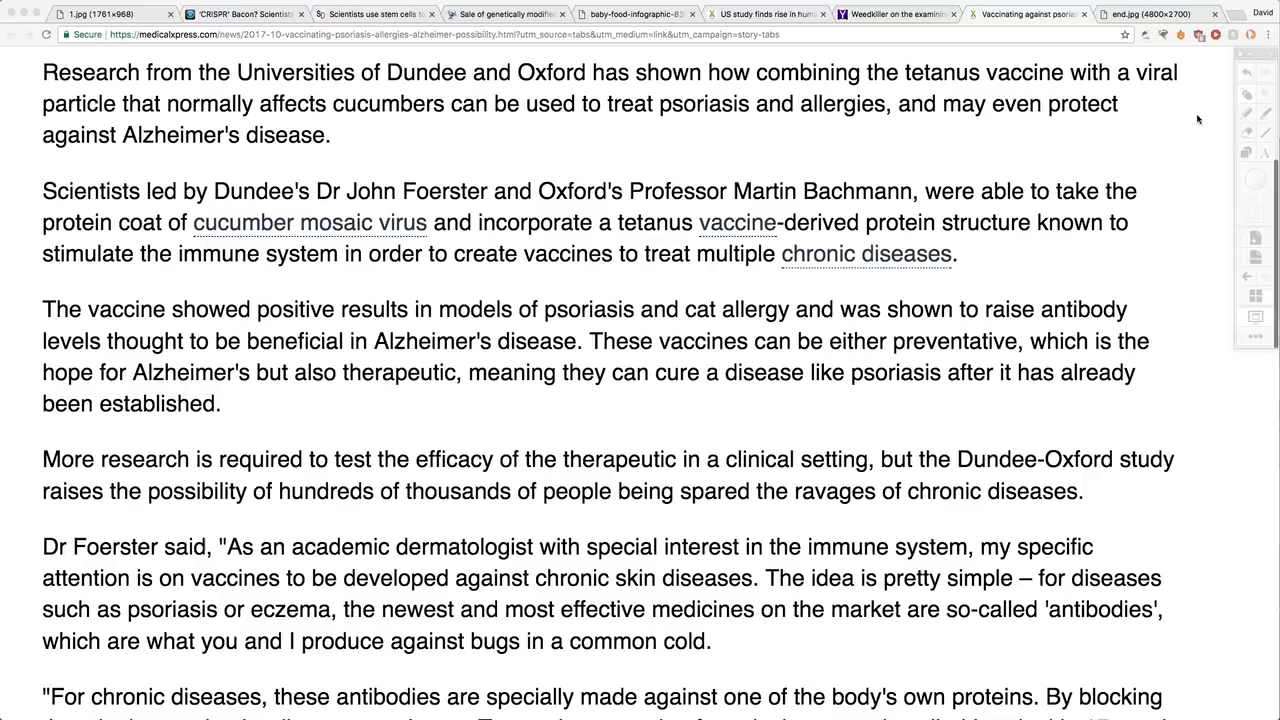 1.jpg (1761×968)
'CRISPR' Bacon? Scientists
Scientists use stem cells to
Sale of genetically modified
baby-food-infographic-83
US study finds rise in huma
Weedkiller on the examinin
Vaccinating against psorias
end.jpg (4800×2700)
David
Secure
https://medicalxpress.com/news/2017-10-vaccinating-psoriasis-allergies-alzheimer-possibility.html?utm_source=tabs&utm_medium=link&utm_campaign=story-tabs
Research from the Universities of Dundee and Oxford has shown how combining the tetanus vaccine with a viral
particle that normally affects cucumbers can be used to treat psoriasis and allergies, and may even protect
against Alzheimer's disease.
Scientists led by Dundee's Dr John Foerster and Oxford's Professor Martin Bachmann, were able to take the
protein coat of cucumber mosaic virus and incorporate a tetanus vaccine-derived protein structure known to
stimulate the immune system in order to create vaccines to treat multiple chronic diseases.
The vaccine showed positive results in models of psoriasis and cat allergy and was shown to raise antibody
levels thought to be beneficial in Alzheimer's disease. These vaccines can be either preventative, which is the
hope for Alzheimer's but also therapeutic, meaning they can cure a disease like psoriasis after it has already
been established.
More research is required to test the efficacy of the therapeutic in a clinical setting, but the Dundee-Oxford study
raises the possibility of hundreds of thousands of people being spared the ravages of chronic diseases.
Dr Foerster said, "As an academic dermatologist with special interest in the immune system, my specific
attention is on vaccines to be developed against chronic skin diseases. The idea is pretty simple – for diseases
such as psoriasis or eczema, the newest and most effective medicines on the market are so-called 'antibodies',
which are what you and I produce against bugs in a common cold.
"For chronic diseases, these antibodies are specially made against one of the body's own proteins. By blocking